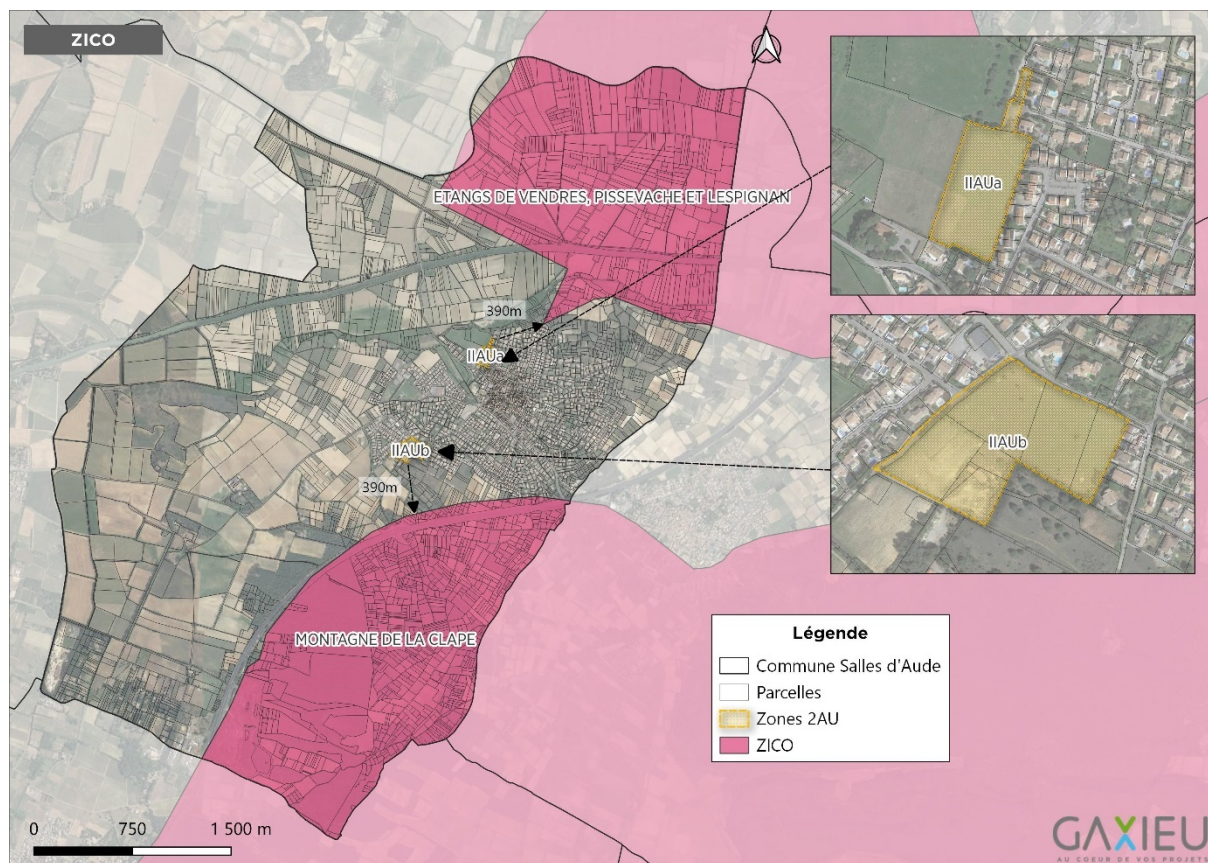 ZICO
IIAUa
ETANGS DE VENDRES, PISSEVACHE ET LESPIGNAN
390m
IIAUa
IIAUb
IIAUb
390m
MONTAGNE DE LA CLAPE
Légende
Commune Salles d'Aude
Parcelles
Zones 2AU
ZICO
0 750 1 500 m
GAXIEU
AU COEUR DE VOS PROJETS